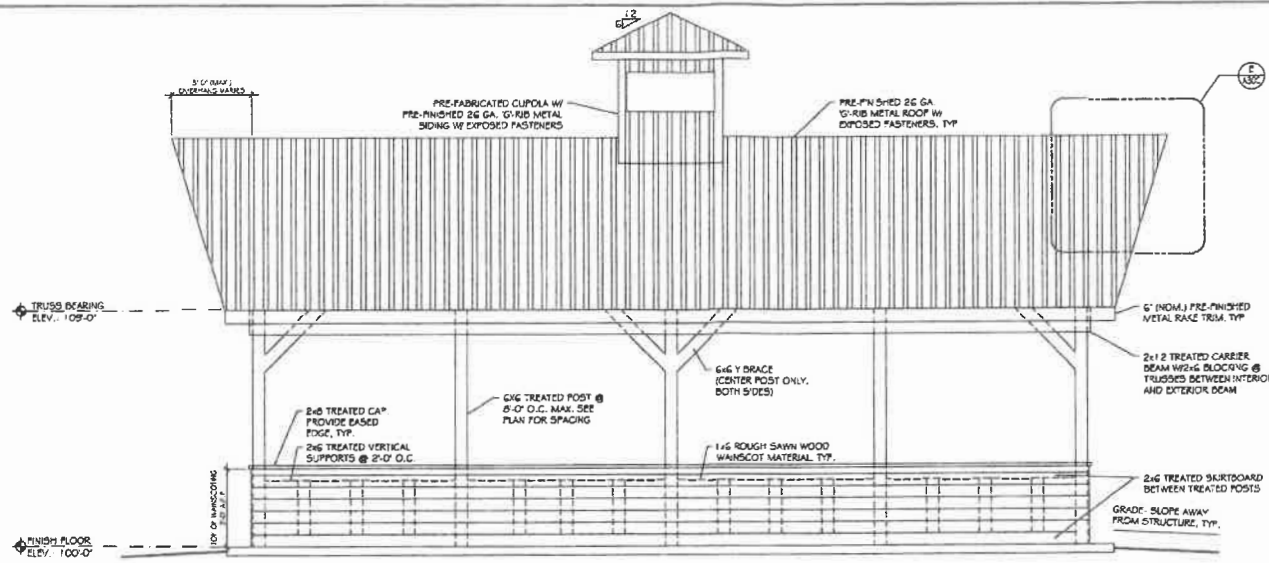 12
6
5'-0" (MAX.)
OVERHANG VARIES
E
PRE-FABRICATED CUPOLA W/
PRE-FINISHED 26 GA. 'G'-RIB METAL
SIDING W/ EXPOSED FASTENERS
PRE-FINISHED 26 GA.
'G'-RIB METAL ROOF W/
EXPOSED FASTENERS, TYP
TRUSS BEARING
ELEV.: 109'-0"
6" (NOM.) PRE-FINISHED
METAL RAKE TRIM, TYP
2x12 TREATED CARRIER
BEAM W/2x6 BLOCKING @
TRUSSES BETWEEN INTERIOR
AND EXTERIOR BEAM
6x6 Y BRACE
(CENTER POST ONLY,
BOTH SIDES)
6X6 TREATED POST @
8'-0" O.C. MAX. SEE
PLAN FOR SPACING
2x8 TREATED CAP
PROVIDE EASED
EDGE, TYP.
2x6 TREATED VERTICAL
SUPPORTS @ 2'-0" O.C.
1x6 ROUGH SAWN WOOD
WAINSCOT MATERIAL TYP.
TOP OF WAINSCOTING
A.F.F.
2x6 TREATED SKIRTBOARD
BETWEEN TREATED POSTS
GRADE- SLOPE AWAY
FROM STRUCTURE, TYP.
FINISH FLOOR
ELEV.: 100'-0"